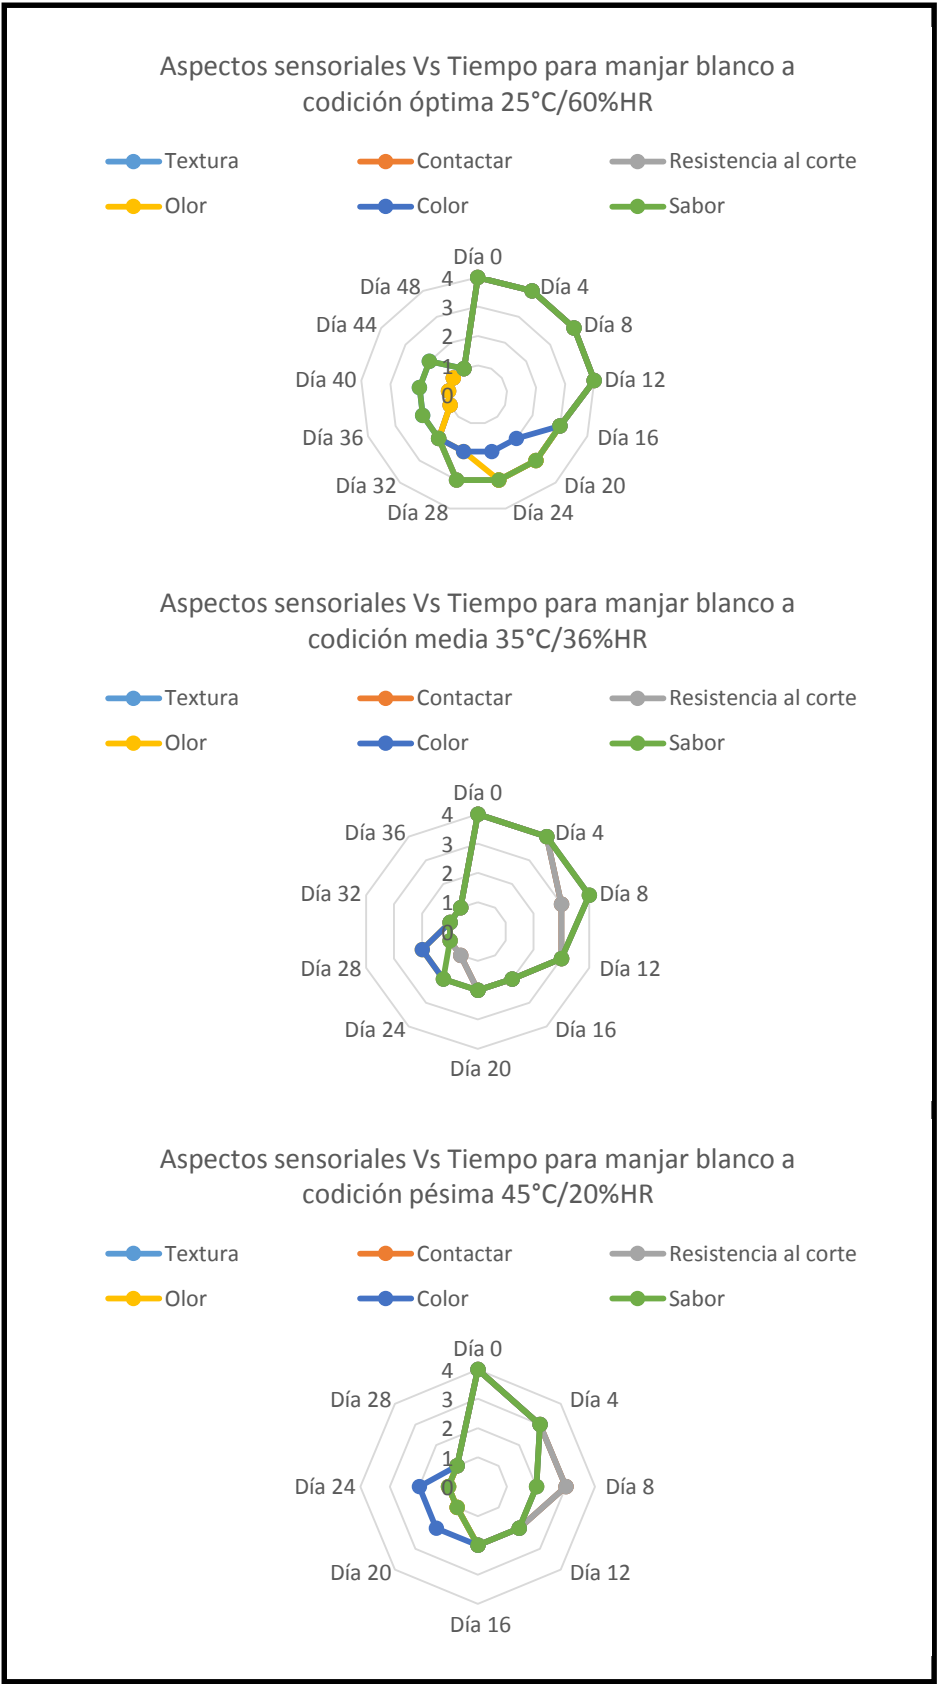 Aspectos sensoriales Vs Tiempo para manjar blanco a
codición óptima 25°C/60%HR
Textura
Contactar
Resistencia al corte
Olor
Color
Sabor
Día 0
Día 4
Día 8
Día 12
Día 16
Día 20
Día 24
Día 28
Día 32
Día 36
Día 40
Día 44
Día 48
4
3
2
1
0
Aspectos sensoriales Vs Tiempo para manjar blanco a
codición media 35°C/36%HR
Textura
Contactar
Resistencia al corte
Olor
Color
Sabor
Día 0
Día 4
Día 8
Día 12
Día 16
Día 20
Día 24
Día 28
Día 32
Día 36
4
3
2
1
0
Aspectos sensoriales Vs Tiempo para manjar blanco a
codición pésima 45°C/20%HR
Textura
Contactar
Resistencia al corte
Olor
Color
Sabor
Día 0
Día 4
Día 8
Día 12
Día 16
Día 20
Día 24
Día 28
4
3
2
1
0